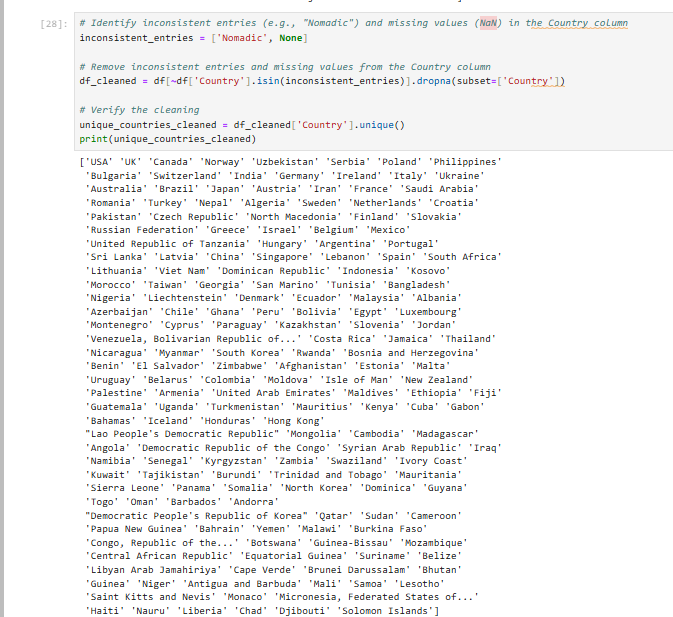 [28]: # Identify inconsistent entries (e.g., "Nomadic") and missing values (NaN) in the Country column
inconsistent_entries = ['Nomadic', None]
# Remove inconsistent entries and missing values from the Country column
df_cleaned = df[~df['Country'].isin(inconsistent_entries)].dropna(subset=['Country'])
# Verify the cleaning
unique_countries_cleaned = df_cleaned['Country'].unique()
print(unique_countries_cleaned)
['USA' 'UK' 'Canada' 'Norway' 'Uzbekistan' 'Serbia' 'Poland' 'Philippines'
'Bulgaria' 'Switzerland' 'India' 'Germany' 'Ireland' 'Italy' 'Ukraine'
'Australia' 'Brazil' 'Japan' 'Austria' 'Iran' 'France' 'Saudi Arabia'
'Romania' 'Turkey' 'Nepal' 'Algeria' 'Sweden' 'Netherlands' 'Croatia'
'Pakistan' 'Czech Republic' 'North Macedonia' 'Finland' 'Slovakia'
'Russian Federation' 'Greece' 'Israel' 'Belgium' 'Mexico'
'United Republic of Tanzania' 'Hungary' 'Argentina' 'Portugal'
'Sri Lanka' 'Latvia' 'China' 'Singapore' 'Lebanon' 'Spain' 'South Africa'
'Lithuania' 'Viet Nam' 'Dominican Republic' 'Indonesia' 'Kosovo'
'Morocco' 'Taiwan' 'Georgia' 'San Marino' 'Tunisia' 'Bangladesh'
'Nigeria' 'Liechtenstein' 'Denmark' 'Ecuador' 'Malaysia' 'Albania'
'Azerbaijan' 'Chile' 'Ghana' 'Peru' 'Bolivia' 'Egypt' 'Luxembourg'
'Montenegro' 'Cyprus' 'Paraguay' 'Kazakhstan' 'Slovenia' 'Jordan'
'Venezuela, Bolivarian Republic of...' 'Costa Rica' 'Jamaica' 'Thailand'
'Nicaragua' 'Myanmar' 'South Korea' 'Rwanda' 'Bosnia and Herzegovina'
'Benin' 'El Salvador' 'Zimbabwe' 'Afghanistan' 'Estonia' 'Malta'
'Uruguay' 'Belarus' 'Colombia' 'Moldova' 'Isle of Man' 'New Zealand'
'Palestine' 'Armenia' 'United Arab Emirates' 'Maldives' 'Ethiopia' 'Fiji'
'Guatemala' 'Uganda' 'Turkmenistan' 'Mauritius' 'Kenya' 'Cuba' 'Gabon'
'Bahamas' 'Iceland' 'Honduras' 'Hong Kong'
"Lao People's Democratic Republic" 'Mongolia' 'Cambodia' 'Madagascar'
'Angola' 'Democratic Republic of the Congo' 'Syrian Arab Republic' 'Iraq'
'Namibia' 'Senegal' 'Kyrgyzstan' 'Zambia' 'Swaziland' 'Ivory Coast'
'Kuwait' 'Tajikistan' 'Burundi' 'Trinidad and Tobago' 'Mauritania'
'Sierra Leone' 'Panama' 'Somalia' 'North Korea' 'Dominica' 'Guyana'
'Togo' 'Oman' 'Barbados' 'Andorra'
"Democratic People's Republic of Korea" 'Qatar' 'Sudan' 'Cameroon'
'Papua New Guinea' 'Bahrain' 'Yemen' 'Malawi' 'Burkina Faso'
'Congo, Republic of the...' 'Botswana' 'Guinea-Bissau' 'Mozambique'
'Central African Republic' 'Equatorial Guinea' 'Suriname' 'Belize'
'Libyan Arab Jamahiriya' 'Cape Verde' 'Brunei Darussalam' 'Bhutan'
'Guinea' 'Niger' 'Antigua and Barbuda' 'Mali' 'Samoa' 'Lesotho'
'Saint Kitts and Nevis' 'Monaco' 'Micronesia, Federated States of...'
'Haiti' 'Nauru' 'Liberia' 'Chad' 'Djibouti' 'Solomon Islands']